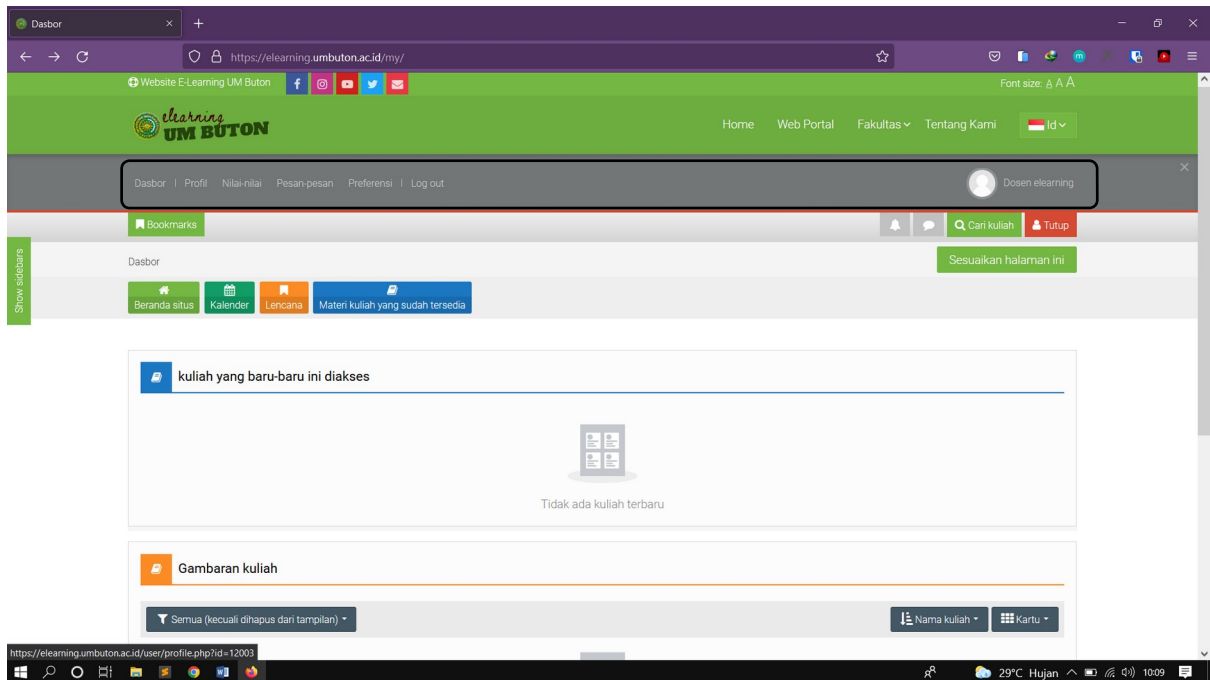 Dasbor
https://elearning.umbuton.ac.id/my/
Website E-Learning UM Buton
Font size: A A A
elearning
UM BUTON
Home Web Portal Fakultas Tentang Kami Id
Dasbor | Profil Nilai-nilai Pesan-pesan Preferensi | Log out
Dosen elearning
Bookmarks
Cari kuliah
Tutup
Show sidebars
Dasbor
Sesuaikan halaman ini
Beranda situs
Kalender
Lencana
Materi kuliah yang sudah tersedia
kuliah yang baru-baru ini diakses
Tidak ada kuliah terbaru
Gambaran kuliah
Semua (kecuali dihapus dari tampilan)
Nama kuliah
Kartu
https://elearning.umbuton.ac.id/user/profile.php?id=12003
29°C Hujan
10:09